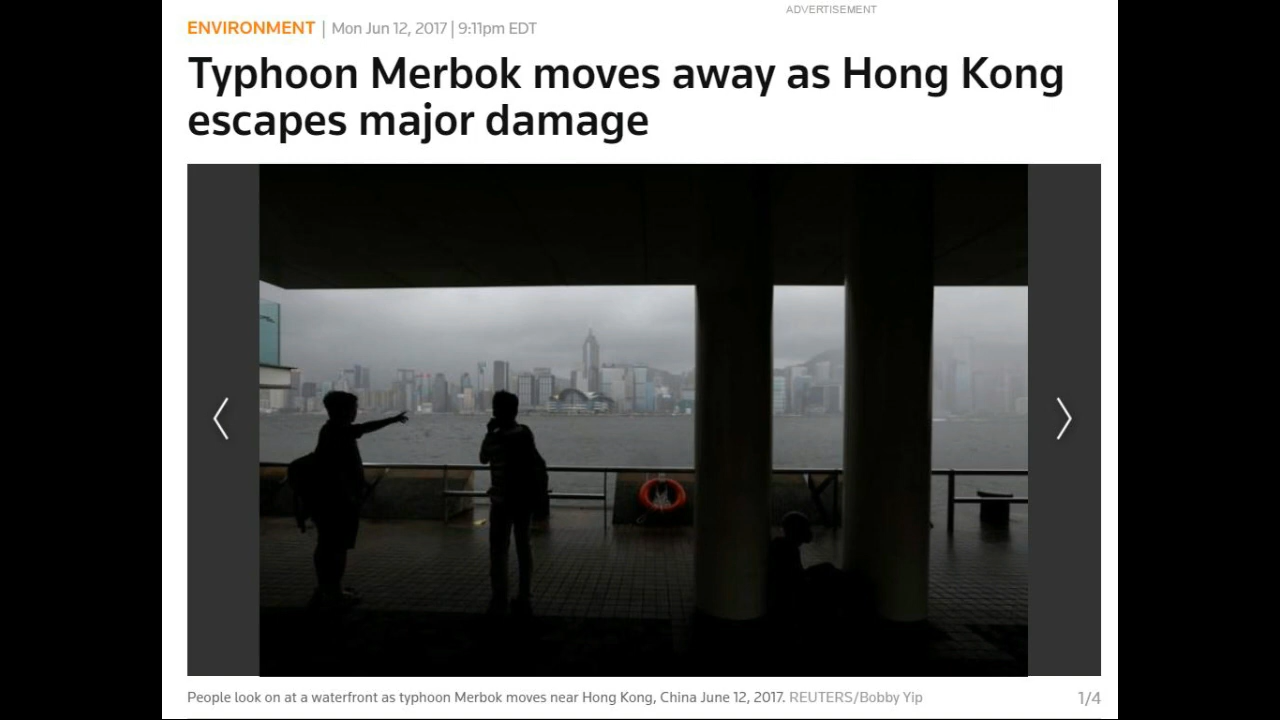 ADVERTISEMENT
ENVIRONMENT | Mon Jun 12, 2017 | 9:11pm EDT
Typhoon Merbok moves away as Hong Kong
escapes major damage
People look on at a waterfront as typhoon Merbok moves near Hong Kong, China June 12, 2017. REUTERS/Bobby Yip
1/4